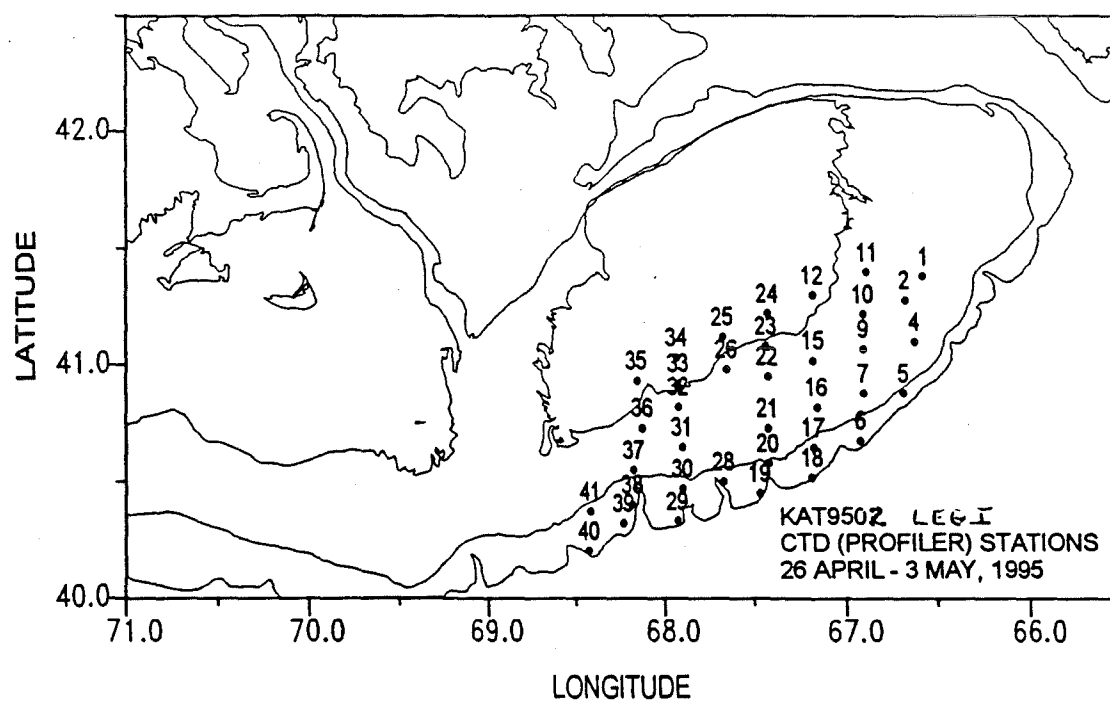 42.0
41.0
40.0
LATITUDE
71.0 70.0 69.0 68.0 67.0 66.0
LONGITUDE
11 1
12 10 2
24
25 23 9 4
34
35 33 26 22 15
32
36 31 21 16 7 5
37 30 28 20 17 6
38 19 18
41 39 29
40
KAT9502 LEG I
CTD (PROFILER) STATIONS
26 APRIL - 3 MAY, 1995